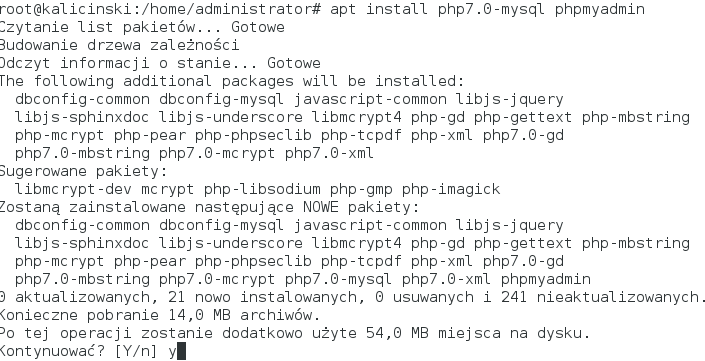 root@kalicinski:/home/administrator# apt install php7.0-mysql phpmyadmin
Czytanie list pakietów... Gotowe
Budowanie drzewa zależności
Odczyt informacji o stanie... Gotowe
The following additional packages will be installed:
dbconfig-common dbconfig-mysql javascript-common libjs-jquery
libjs-sphinxdoc libjs-underscore libmcrypt4 php-gd php-gettext php-mbstring
php-mcrypt php-pear php-phpseclib php-tcpdf php-xml php7.0-gd
php7.0-mbstring php7.0-mcrypt php7.0-xml
Sugerowane pakiety:
libmcrypt-dev mcrypt php-libsodium php-gmp php-imagick
Zostaną zainstalowane następujące NOWE pakiety:
dbconfig-common dbconfig-mysql javascript-common libjs-jquery
libjs-sphinxdoc libjs-underscore libmcrypt4 php-gd php-gettext php-mbstring
php-mcrypt php-pear php-phpseclib php-tcpdf php-xml php7.0-gd
php7.0-mbstring php7.0-mcrypt php7.0-mysql php7.0-xml phpmyadmin
0 aktualizowanych, 21 nowo instalowanych, 0 usuwanych i 241 nieaktualizowanych.
Konieczne pobranie 14,0 MB archiwów.
Po tej operacji zostanie dodatkowo użyte 54,0 MB miejsca na dysku.
Kontynuować? [Y/n] y